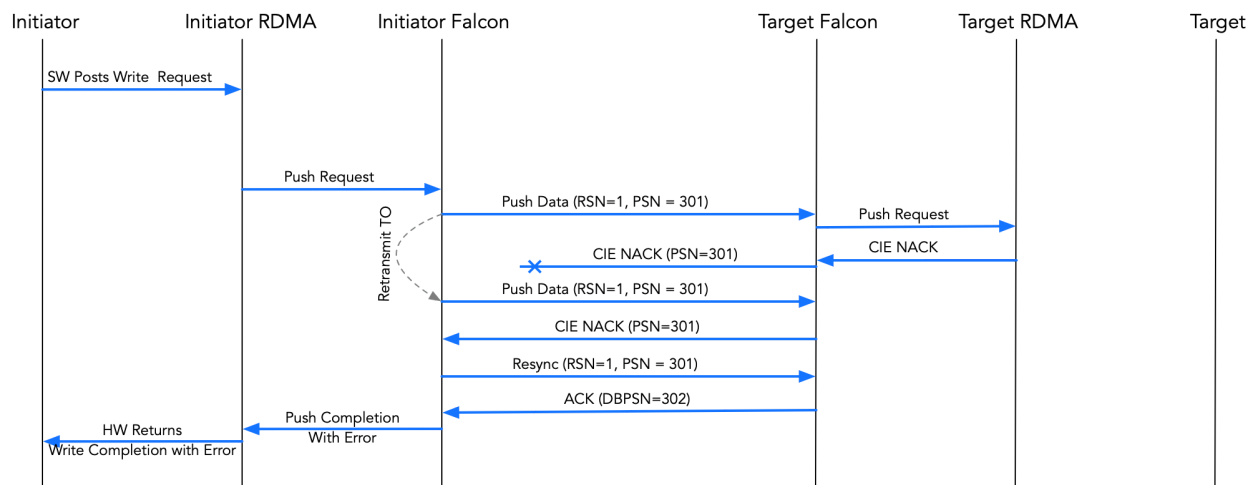 Initiator
Initiator RDMA
Initiator Falcon
Target Falcon
Target RDMA
Target
SW Posts Write  Request
Push Request
Push Data (RSN=1, PSN = 301)
Push Request
Retransmit TO
CIE NACK
CIE NACK (PSN=301)
Push Data (RSN=1, PSN = 301)
CIE NACK (PSN=301)
Resync (RSN=1, PSN = 301)
ACK (DBPSN=302)
Push Completion
With Error
HW Returns
Write Completion with Error